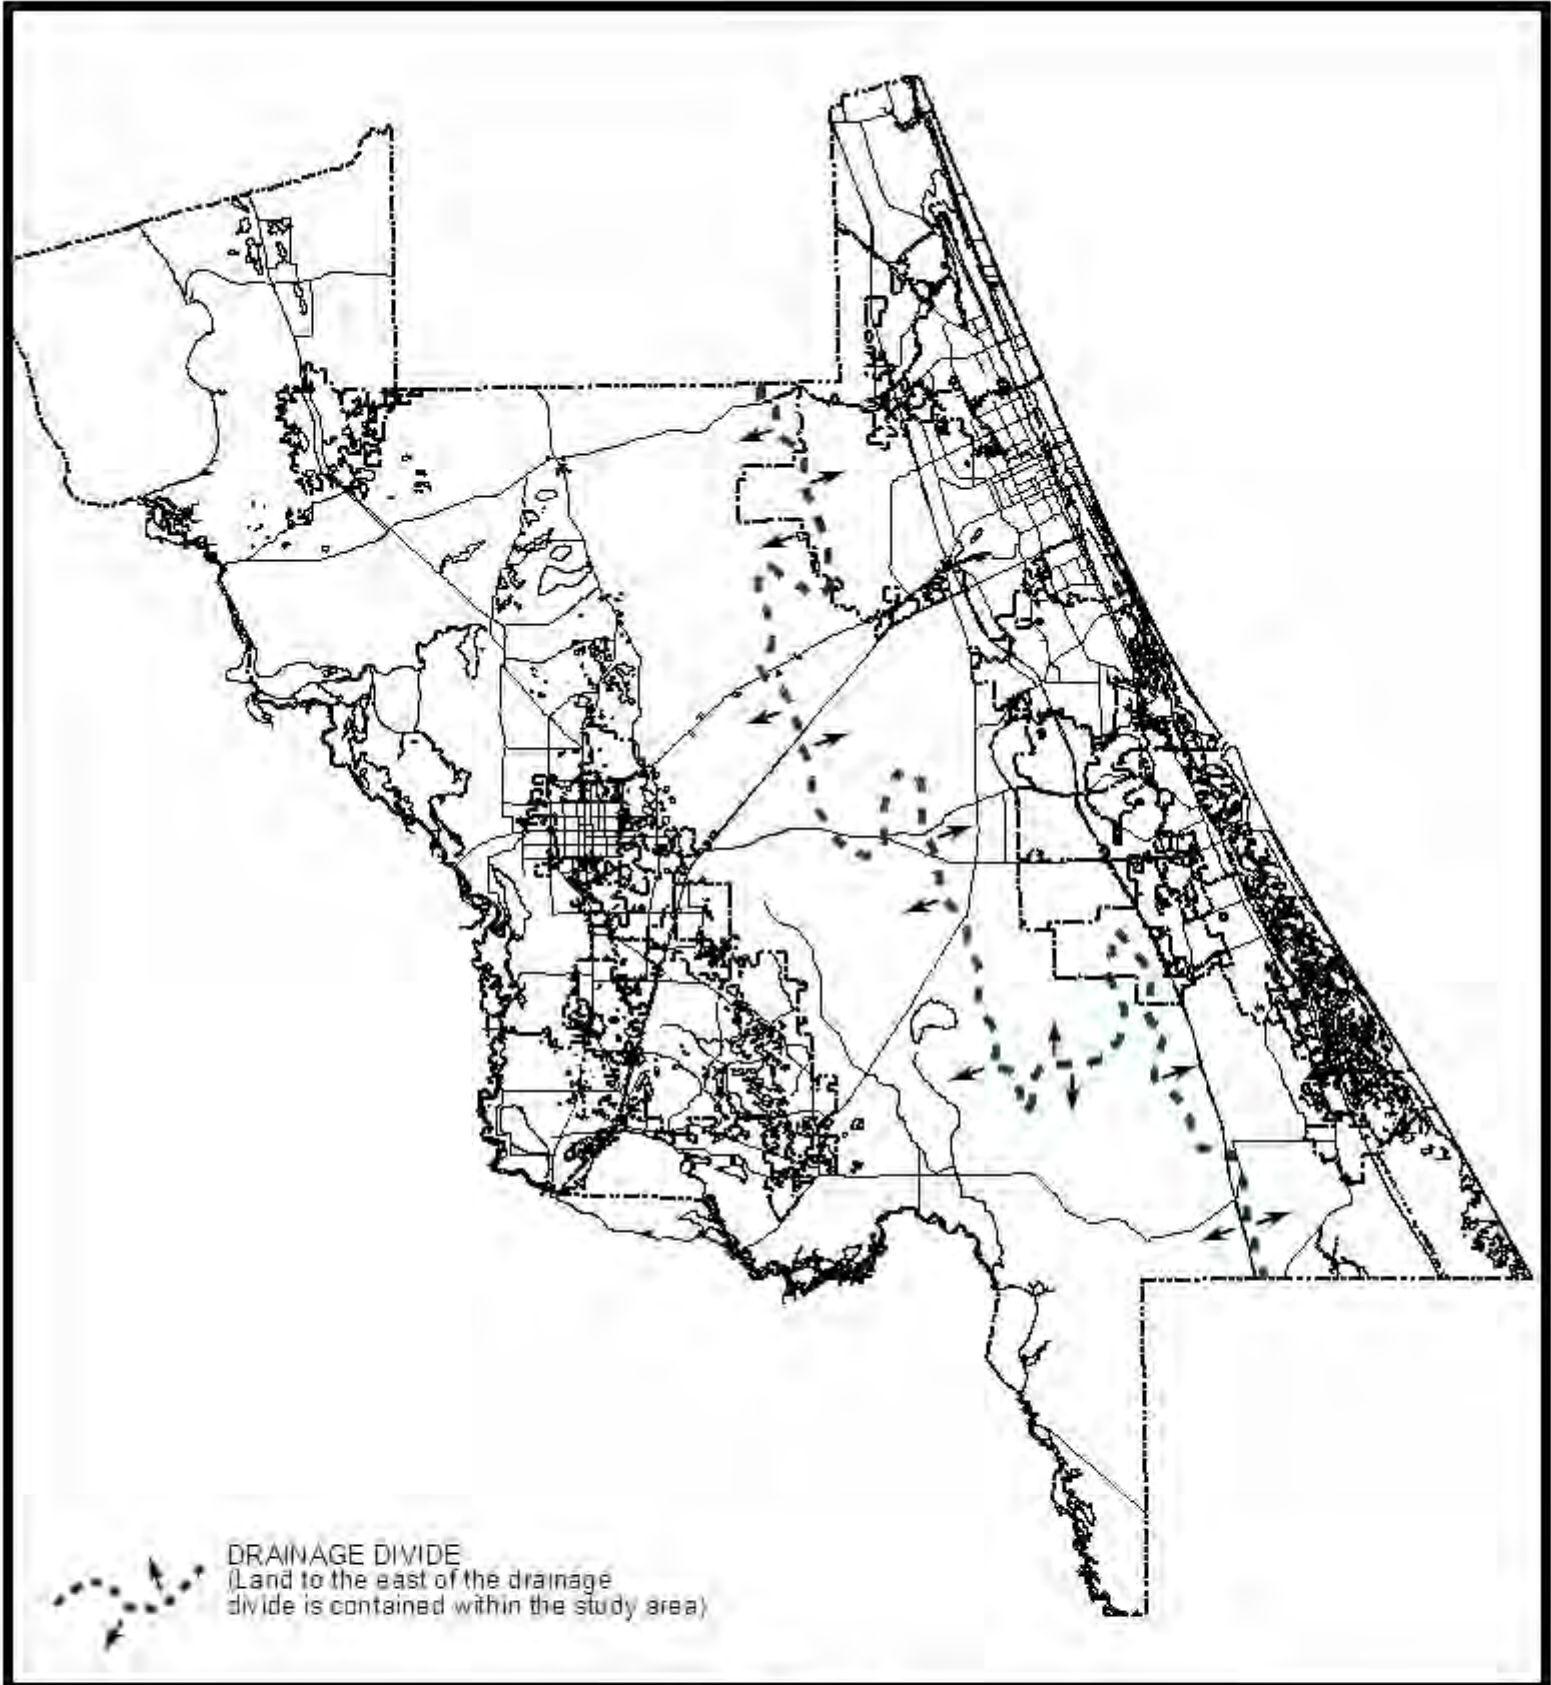 DRAINAGE DIVIDE
(Land to the east of the drainage
divide is contained within the study area)